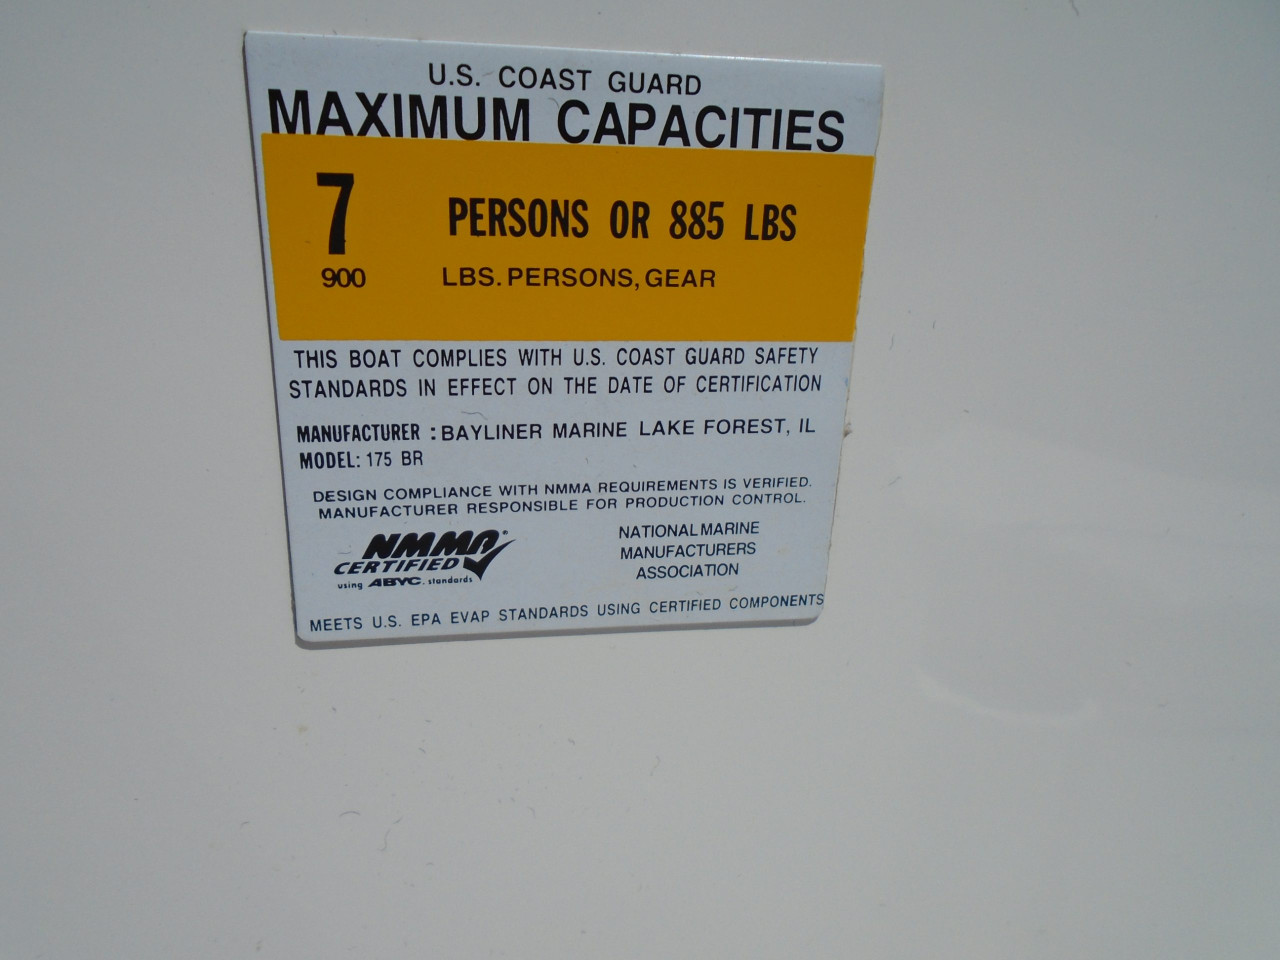 U.S. COAST GUARD
MAXIMUM CAPACITIES
7 PERSONS OR 885 LBS
900 LBS. PERSONS, GEAR
THIS BOAT COMPLIES WITH U.S. COAST GUARD SAFETY
STANDARDS IN EFFECT ON THE DATE OF CERTIFICATION
MANUFACTURER : BAYLINER MARINE LAKE FOREST, IL
MODEL: 175 BR
DESIGN COMPLIANCE WITH NMMA REQUIREMENTS IS VERIFIED.
MANUFACTURER RESPONSIBLE FOR PRODUCTION CONTROL.
NMMA®
CERTIFIED
using ABYC. standards
NATIONAL MARINE
MANUFACTURERS
ASSOCIATION
MEETS U.S. EPA EVAP STANDARDS USING CERTIFIED COMPONENTS